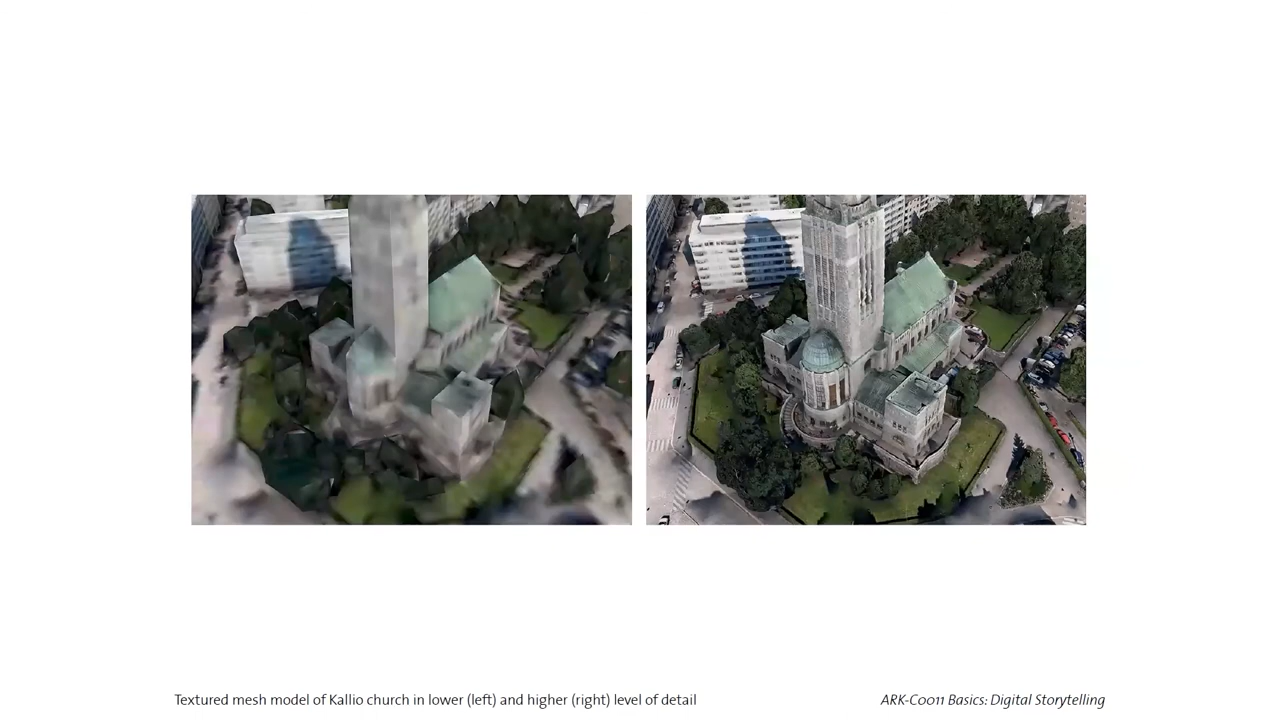 Textured mesh model of Kallio church in lower (left) and higher (right) level of detail
ARK-C0011 Basics: Digital Storytelling